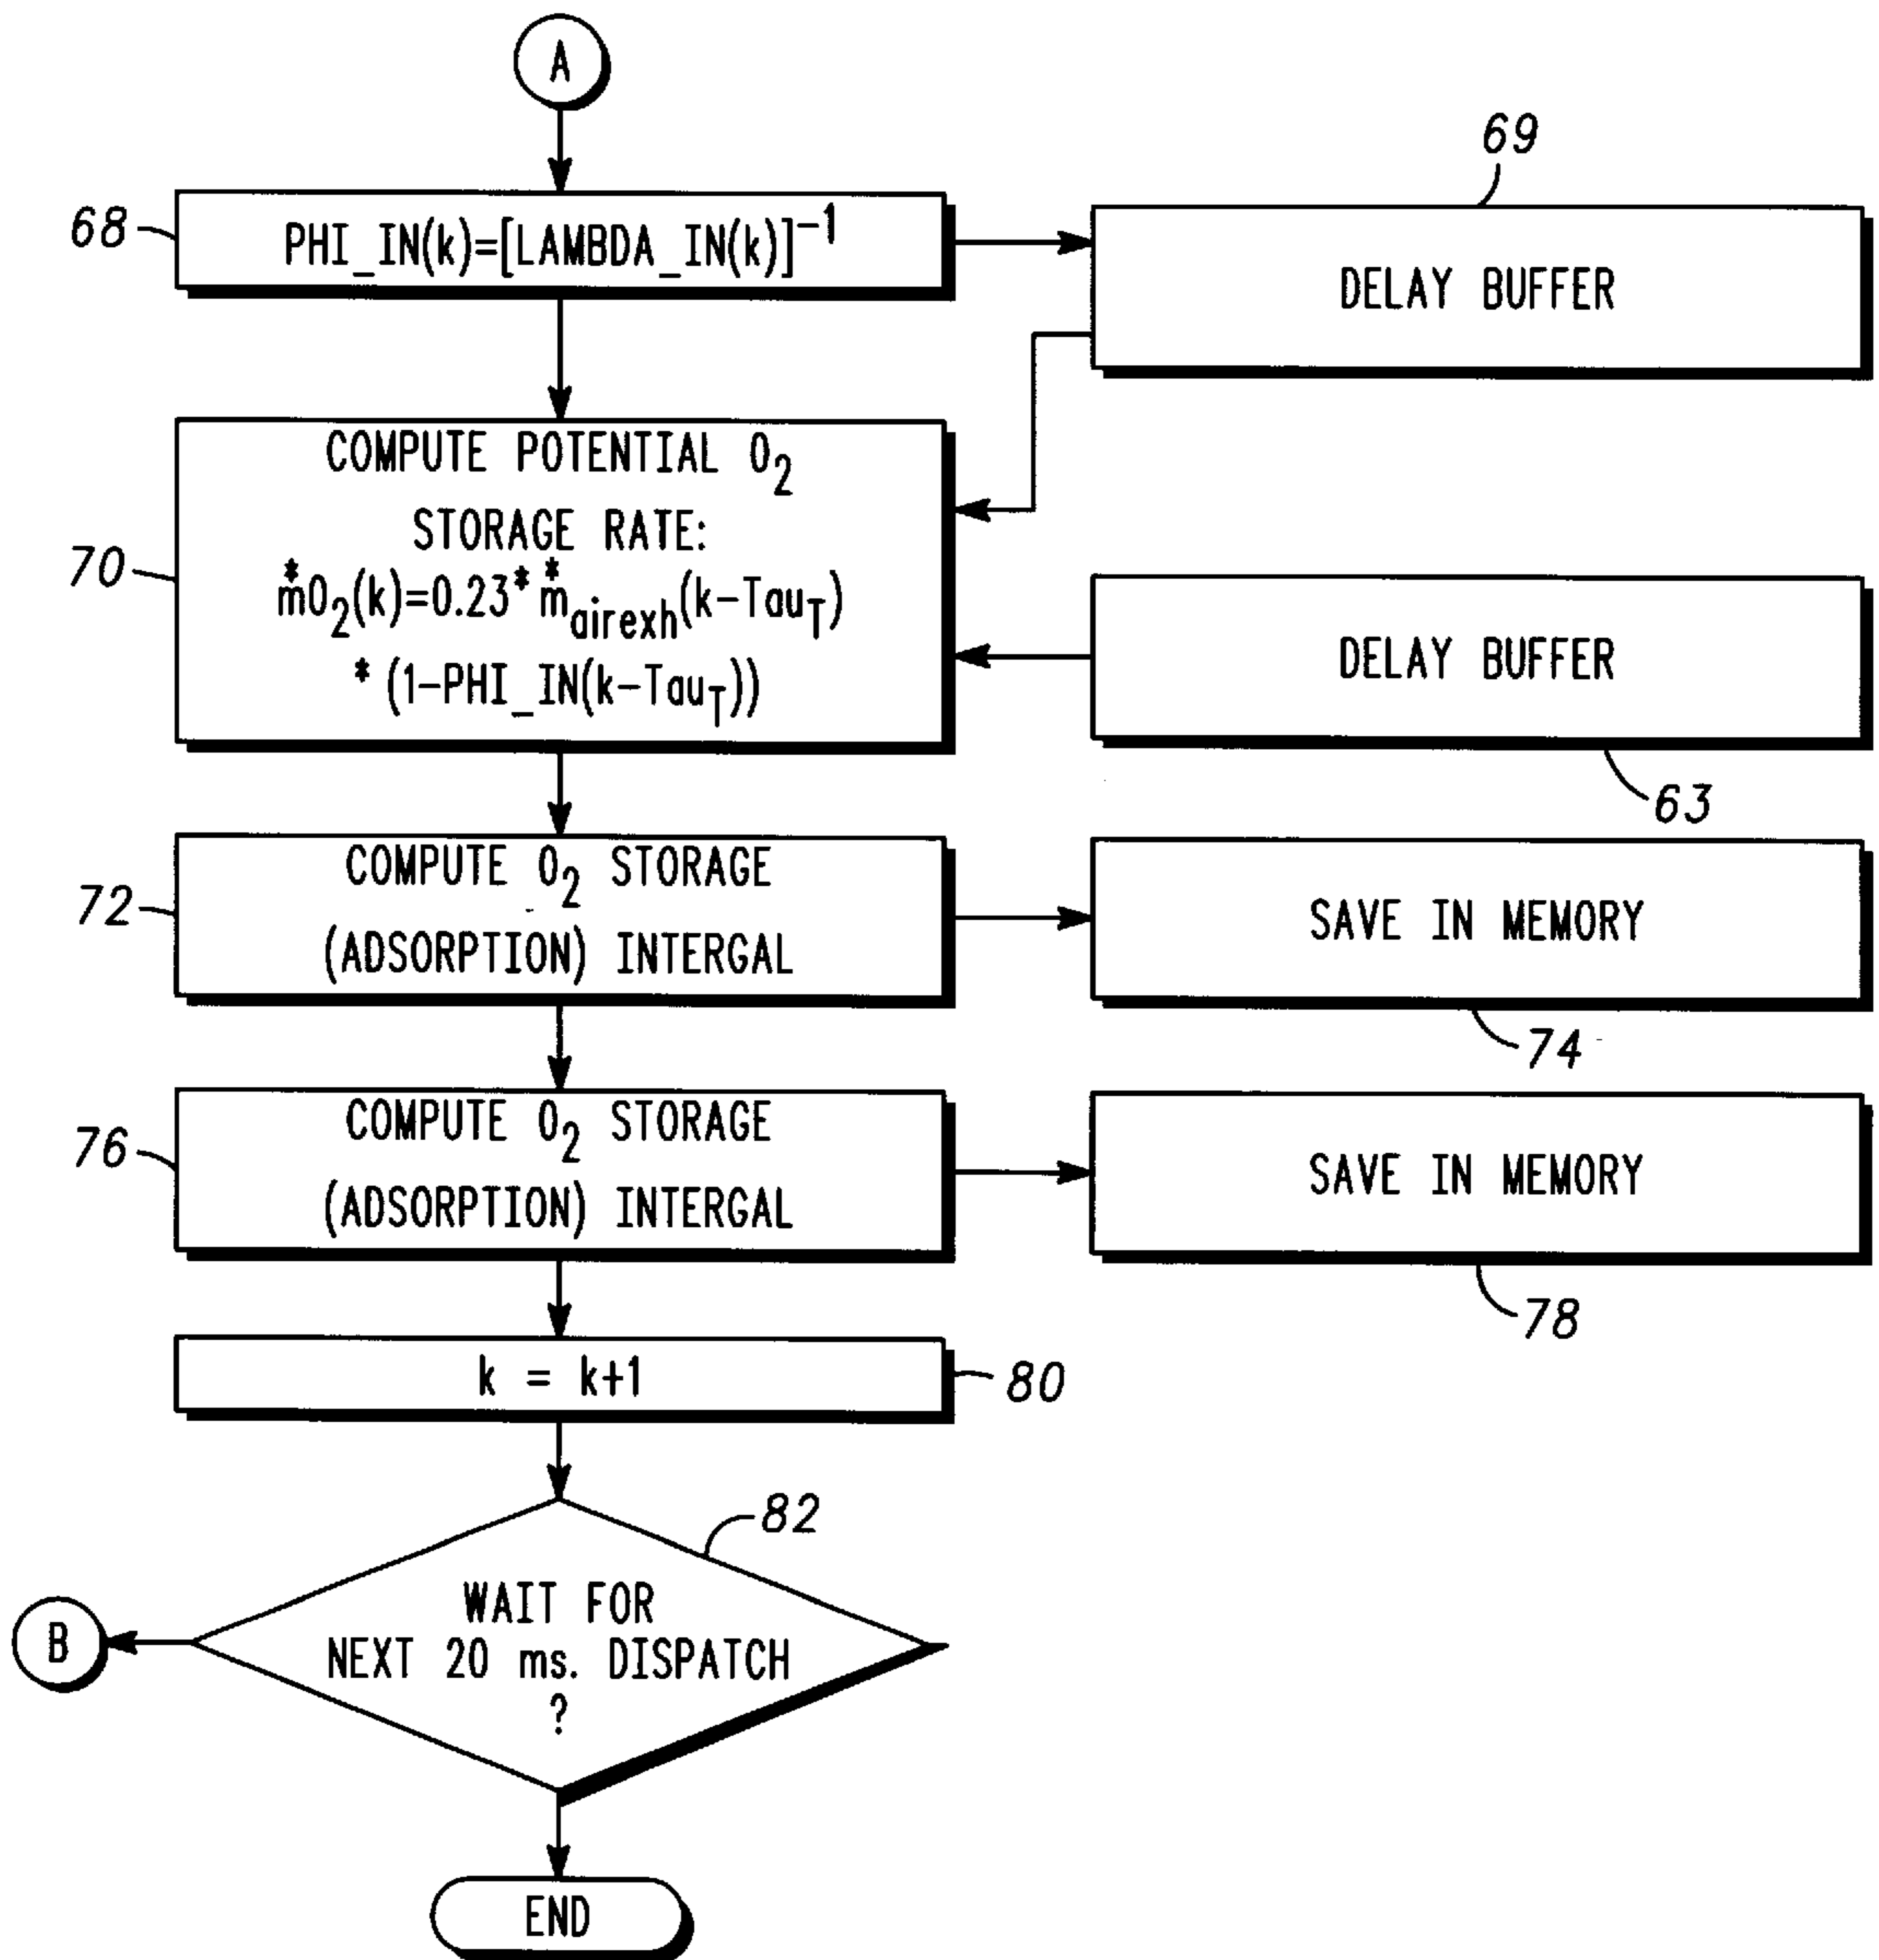 A
69
68
PHI_IN(k)=[LAMBDA_IN(k)]⁻¹
DELAY BUFFER
COMPUTE POTENTIAL O₂
STORAGE RATE:
70
ṁ*O₂(k)=0.23* ṁ*airexh(k-Tau_T)
* (1-PHI_IN(k-Tau_T))
DELAY BUFFER
63
72
COMPUTE O₂ STORAGE
(ADSORPTION) INTERGAL
SAVE IN MEMORY
74
76
COMPUTE O₂ STORAGE
(ADSORPTION) INTERGAL
SAVE IN MEMORY
78
k = k+1
80
82
B
WAIT FOR
NEXT 20 ms. DISPATCH
?
END